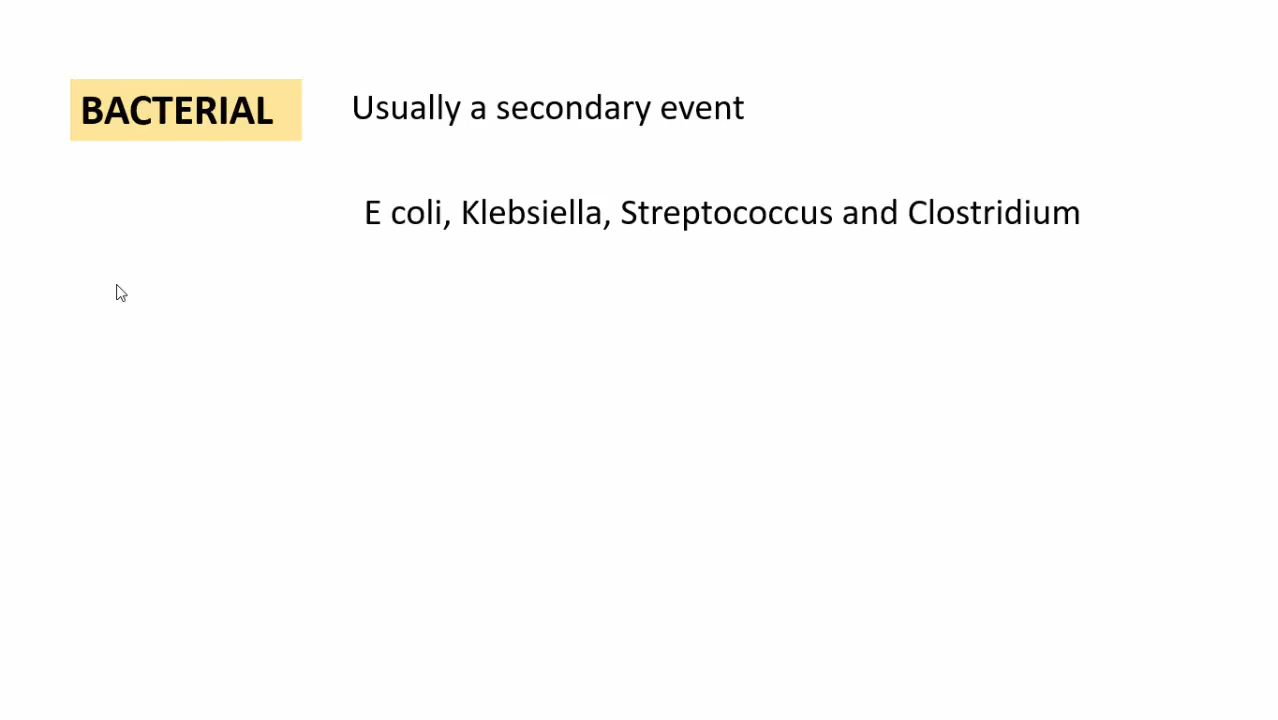 BACTERIAL
Usually a secondary event
E coli, Klebsiella, Streptococcus and Clostridium